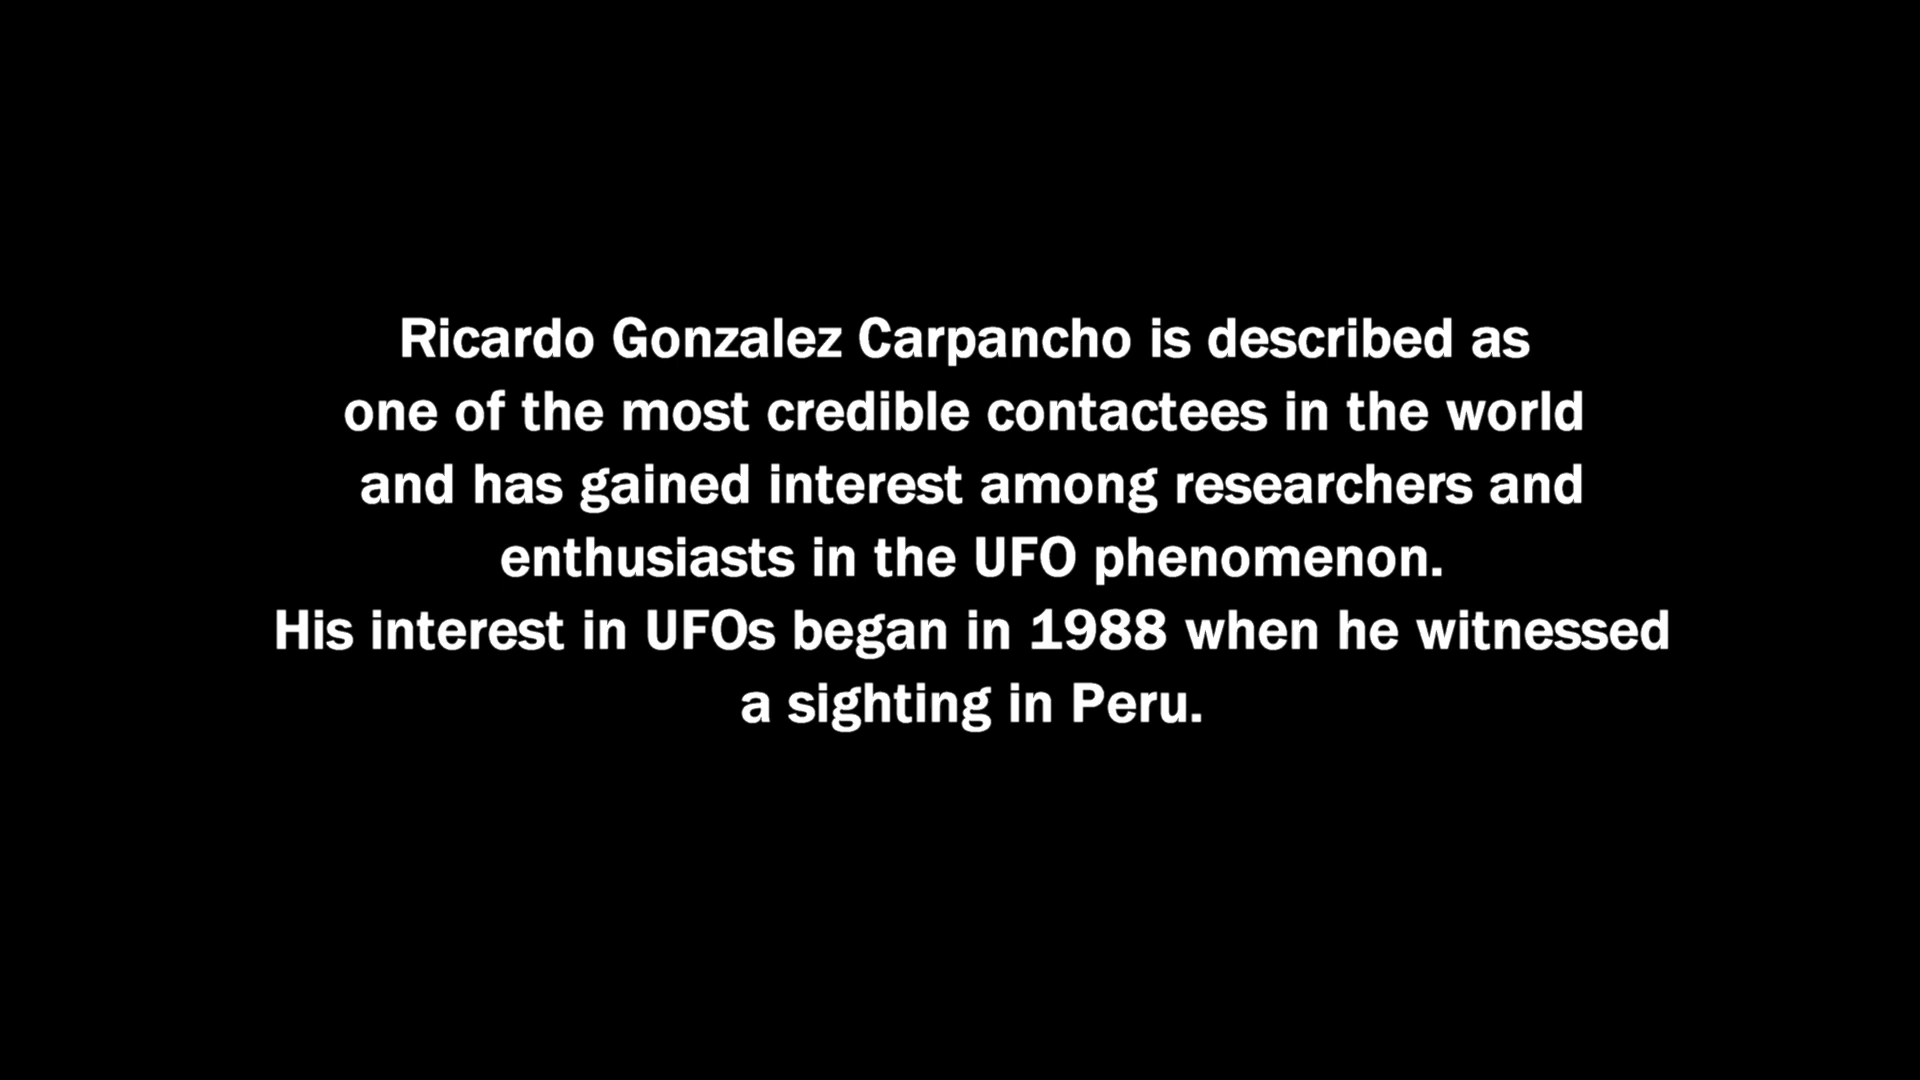 Ricardo Gonzalez Carpancho is described as
one of the most credible contactees in the world
and has gained interest among researchers and
enthusiasts in the UFO phenomenon.
His interest in UFOs began in 1988 when he witnessed
a sighting in Peru.